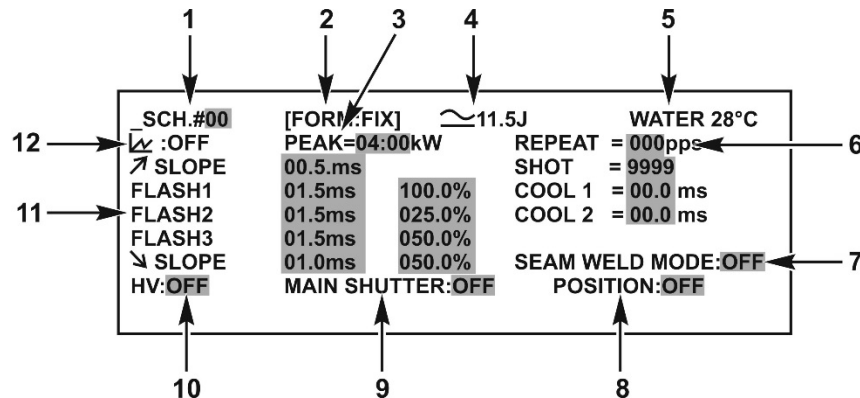 1 2 3 4 5
_SCH.#00 [FORM:FIX] 11.5J WATER 28°C
12 :OFF PEAK=04:00kW REPEAT = 000pps 6
SLOPE 00.5.ms SHOT = 9999
FLASH1 01.5ms 100.0% COOL 1 = 00.0 ms
11 FLASH2 01.5ms 025.0% COOL 2 = 00.0 ms
FLASH3 01.5ms 050.0%
SLOPE 01.0ms 050.0% SEAM WELD MODE:OFF 7
HV:OFF MAIN SHUTTER:OFF POSITION:OFF
10 9 8